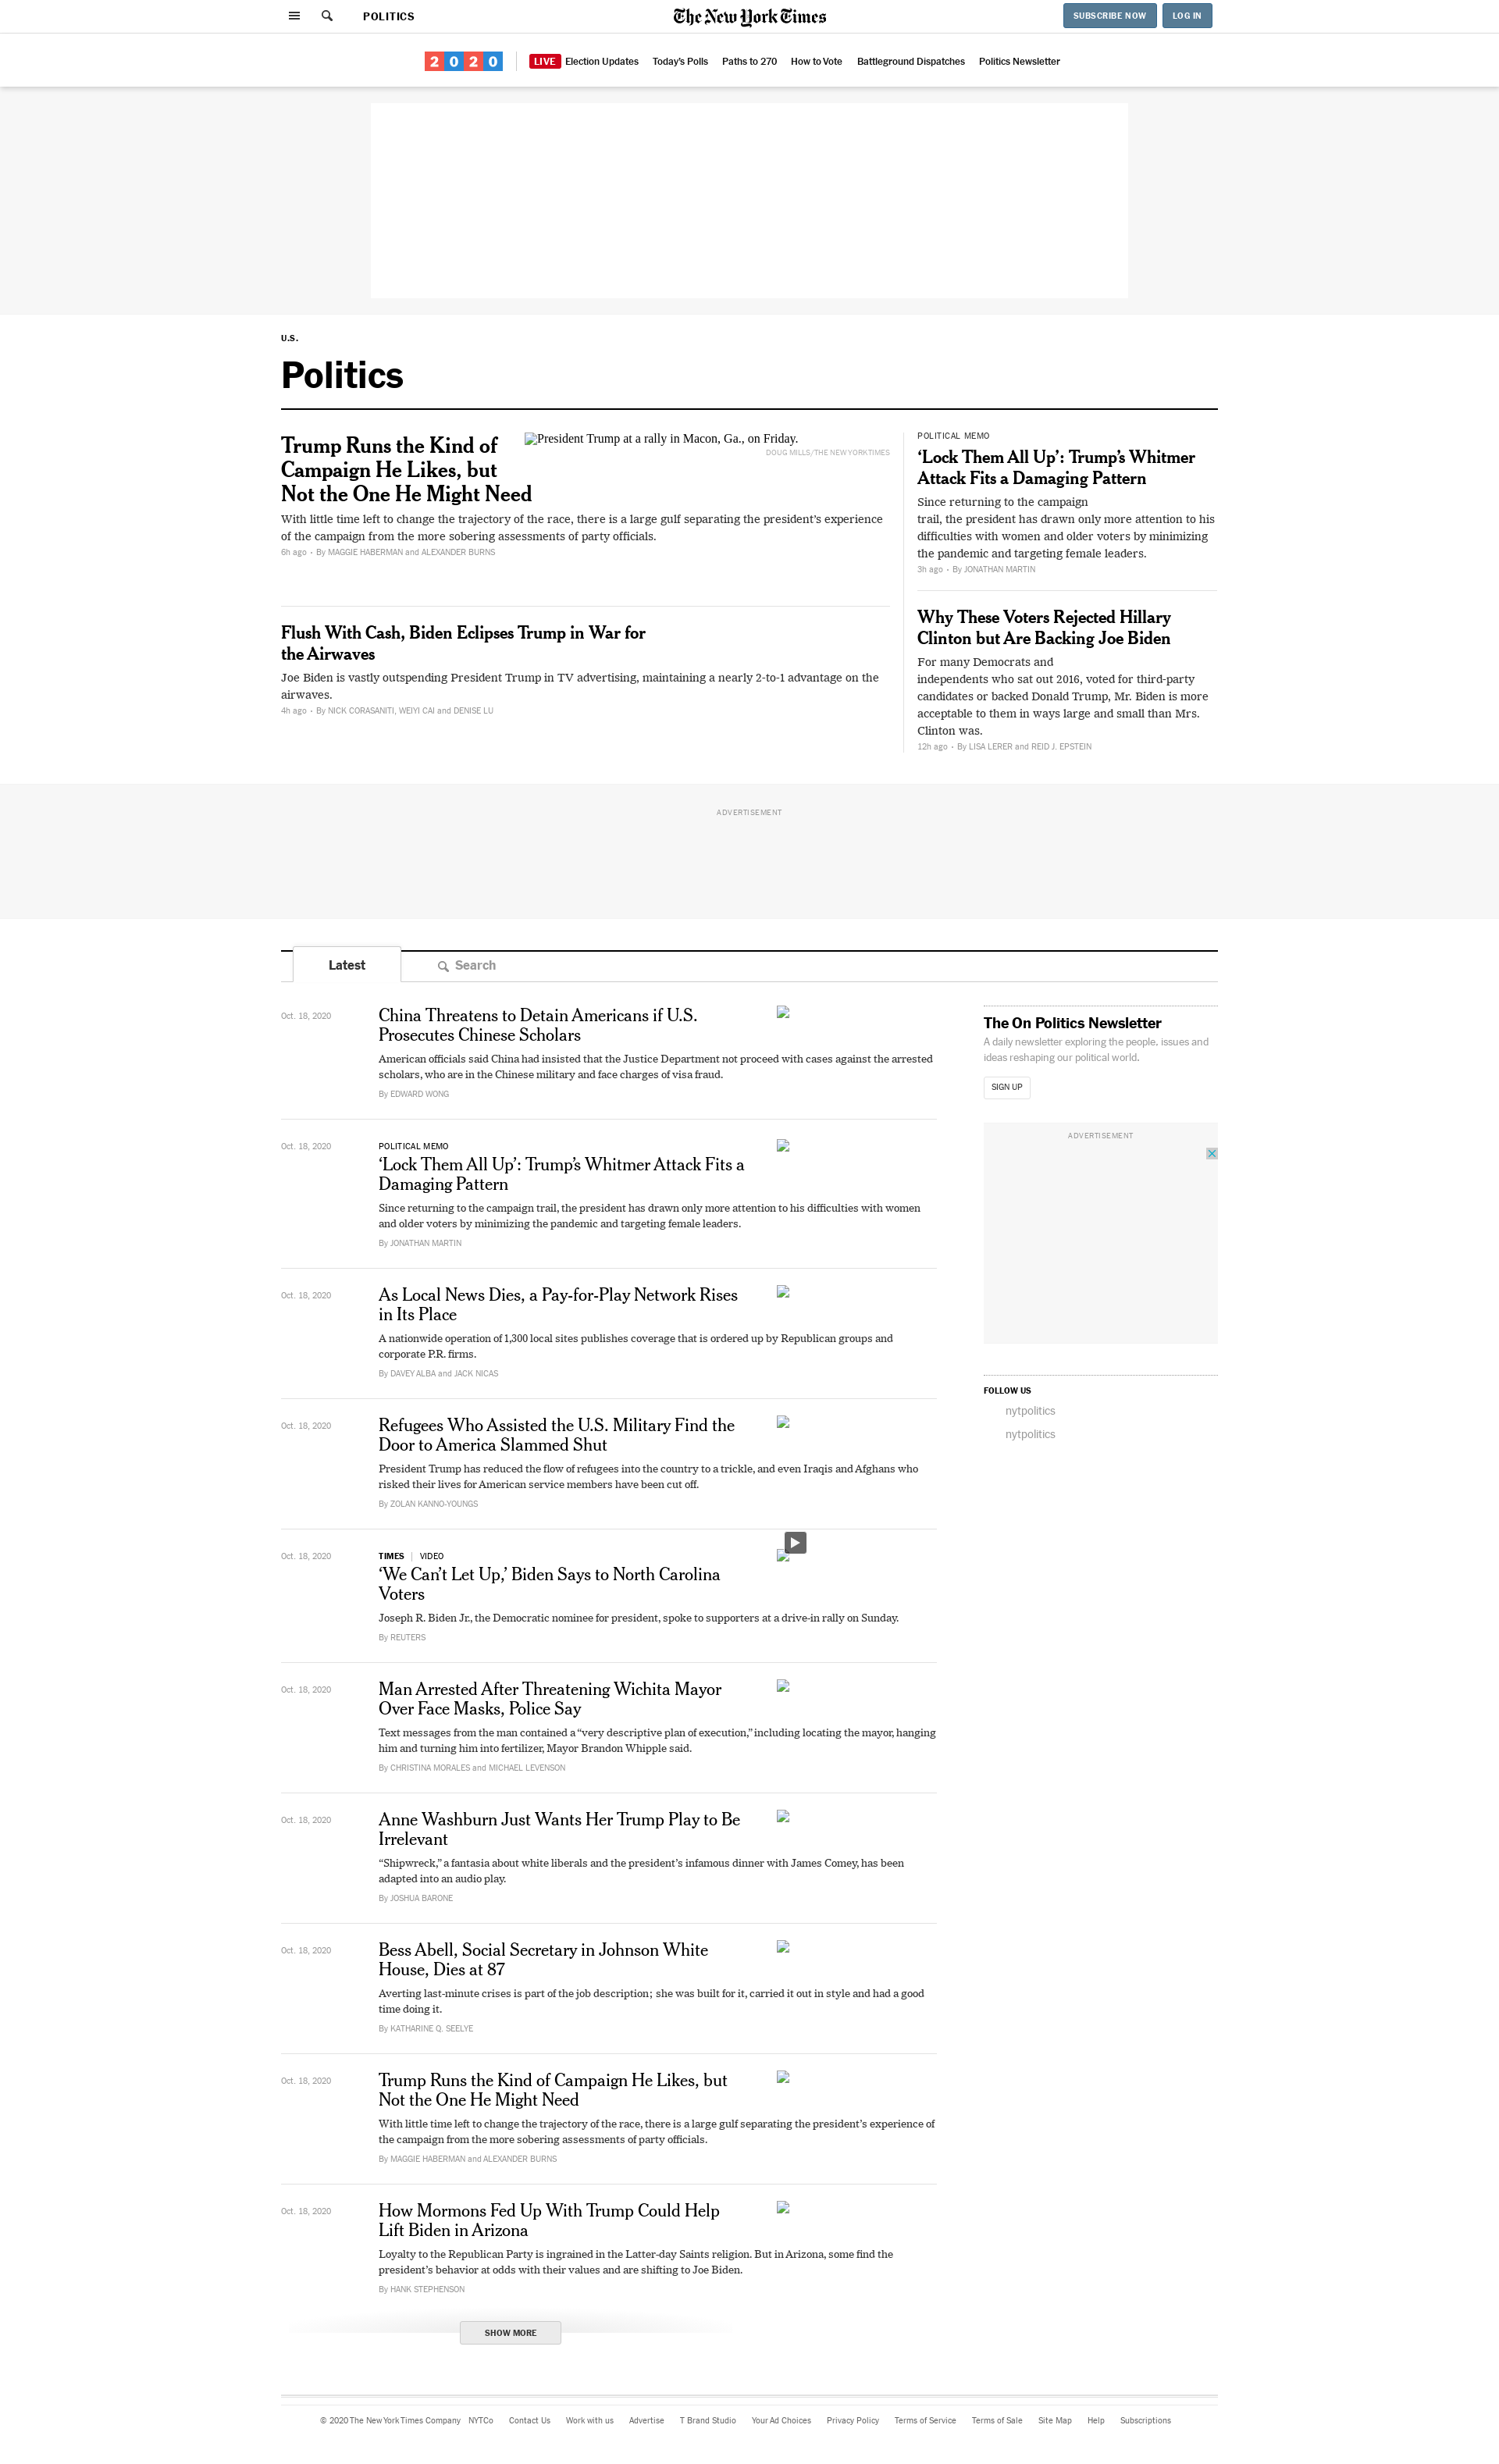 POLITICS
The New York Times
SUBSCRIBE NOW
LOG IN
2020
LIVE Election Updates
Today's Polls
Paths to 270
How to Vote
Battleground Dispatches
Politics Newsletter
U.S.
Politics
Trump Runs the Kind of
Campaign He Likes, but
Not the One He Might Need
President Trump at a rally in Macon, Ga., on Friday.
DOUG MILLS/THE NEW YORK TIMES
With little time left to change the trajectory of the race, there is a large gulf separating the president's experience
of the campaign from the more sobering assessments of party officials.
6h ago • By MAGGIE HABERMAN and ALEXANDER BURNS
Flush With Cash, Biden Eclipses Trump in War for
the Airwaves
Joe Biden is vastly outspending President Trump in TV advertising, maintaining a nearly 2-to-1 advantage on the
airwaves.
4h ago • By NICK CORASANITI, WEIYI CAI and DENISE LU
POLITICAL MEMO
‘Lock Them All Up’: Trump’s Whitmer
Attack Fits a Damaging Pattern
Since returning to the campaign
trail, the president has drawn only more attention to his
difficulties with women and older voters by minimizing
the pandemic and targeting female leaders.
3h ago • By JONATHAN MARTIN
Why These Voters Rejected Hillary
Clinton but Are Backing Joe Biden
For many Democrats and
independents who sat out 2016, voted for third-party
candidates or backed Donald Trump, Mr. Biden is more
acceptable to them in ways large and small than Mrs.
Clinton was.
12h ago • By LISA LERER and REID J. EPSTEIN
ADVERTISEMENT
Latest
Search
Oct. 18, 2020
China Threatens to Detain Americans if U.S.
Prosecutes Chinese Scholars
American officials said China had insisted that the Justice Department not proceed with cases against the arrested
scholars, who are in the Chinese military and face charges of visa fraud.
By EDWARD WONG
Oct. 18, 2020
POLITICAL MEMO
‘Lock Them All Up’: Trump’s Whitmer Attack Fits a
Damaging Pattern
Since returning to the campaign trail, the president has drawn only more attention to his difficulties with women
and older voters by minimizing the pandemic and targeting female leaders.
By JONATHAN MARTIN
Oct. 18, 2020
As Local News Dies, a Pay-for-Play Network Rises
in Its Place
A nationwide operation of 1,300 local sites publishes coverage that is ordered up by Republican groups and
corporate P.R. firms.
By DAVEY ALBA and JACK NICAS
Oct. 18, 2020
Refugees Who Assisted the U.S. Military Find the
Door to America Slammed Shut
President Trump has reduced the flow of refugees into the country to a trickle, and even Iraqis and Afghans who
risked their lives for American service members have been cut off.
By ZOLAN KANNO-YOUNGS
Oct. 18, 2020
TIMES | VIDEO
‘We Can’t Let Up,’ Biden Says to North Carolina
Voters
Joseph R. Biden Jr., the Democratic nominee for president, spoke to supporters at a drive-in rally on Sunday.
By REUTERS
Oct. 18, 2020
Man Arrested After Threatening Wichita Mayor
Over Face Masks, Police Say
Text messages from the man contained a “very descriptive plan of execution,” including locating the mayor, hanging
him and turning him into fertilizer, Mayor Brandon Whipple said.
By CHRISTINA MORALES and MICHAEL LEVENSON
Oct. 18, 2020
Anne Washburn Just Wants Her Trump Play to Be
Irrelevant
“Shipwreck,” a fantasia about white liberals and the president’s infamous dinner with James Comey, has been
adapted into an audio play.
By JOSHUA BARONE
Oct. 18, 2020
Bess Abell, Social Secretary in Johnson White
House, Dies at 87
Averting last-minute crises is part of the job description; she was built for it, carried it out in style and had a good
time doing it.
By KATHARINE Q. SEELYE
Oct. 18, 2020
Trump Runs the Kind of Campaign He Likes, but
Not the One He Might Need
With little time left to change the trajectory of the race, there is a large gulf separating the president’s experience of
the campaign from the more sobering assessments of party officials.
By MAGGIE HABERMAN and ALEXANDER BURNS
Oct. 18, 2020
How Mormons Fed Up With Trump Could Help
Lift Biden in Arizona
Loyalty to the Republican Party is ingrained in the Latter-day Saints religion. But in Arizona, some find the
president’s behavior at odds with their values and are shifting to Joe Biden.
By HANK STEPHENSON
SHOW MORE
The On Politics Newsletter
A daily newsletter exploring the people, issues and
ideas reshaping our political world.
SIGN UP
ADVERTISEMENT
FOLLOW US
nytpolitics
nytpolitics
© 2020 The New York Times Company
NYTCo
Contact Us
Work with us
Advertise
T Brand Studio
Your Ad Choices
Privacy Policy
Terms of Service
Terms of Sale
Site Map
Help
Subscriptions